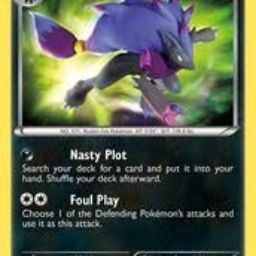 Nasty Plot
Search your deck for a card and put it into your
hand. Shuffle your deck afterward.
Foul Play
Choose 1 of the Defending Pokémon's attacks and
use it as this attack.